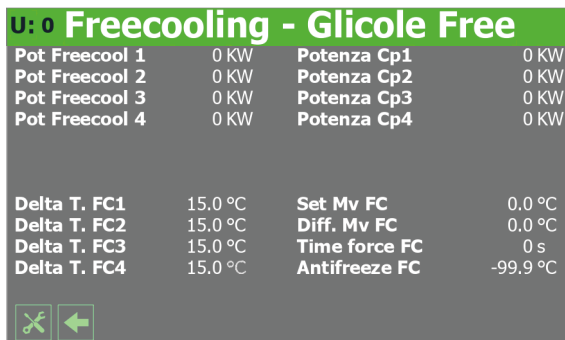 U: 0 Freecooling - Glicole Free
Pot Freecool 1 0 KW Potenza Cp1 0 KW
Pot Freecool 2 0 KW Potenza Cp2 0 KW
Pot Freecool 3 0 KW Potenza Cp3 0 KW
Pot Freecool 4 0 KW Potenza Cp4 0 KW
Delta T. FC1 15.0 °C Set Mv FC 0.0 °C
Delta T. FC2 15.0 °C Diff. Mv FC 0.0 °C
Delta T. FC3 15.0 °C Time force FC 0 s
Delta T. FC4 15.0 °C Antifreeze FC -99.9 °C